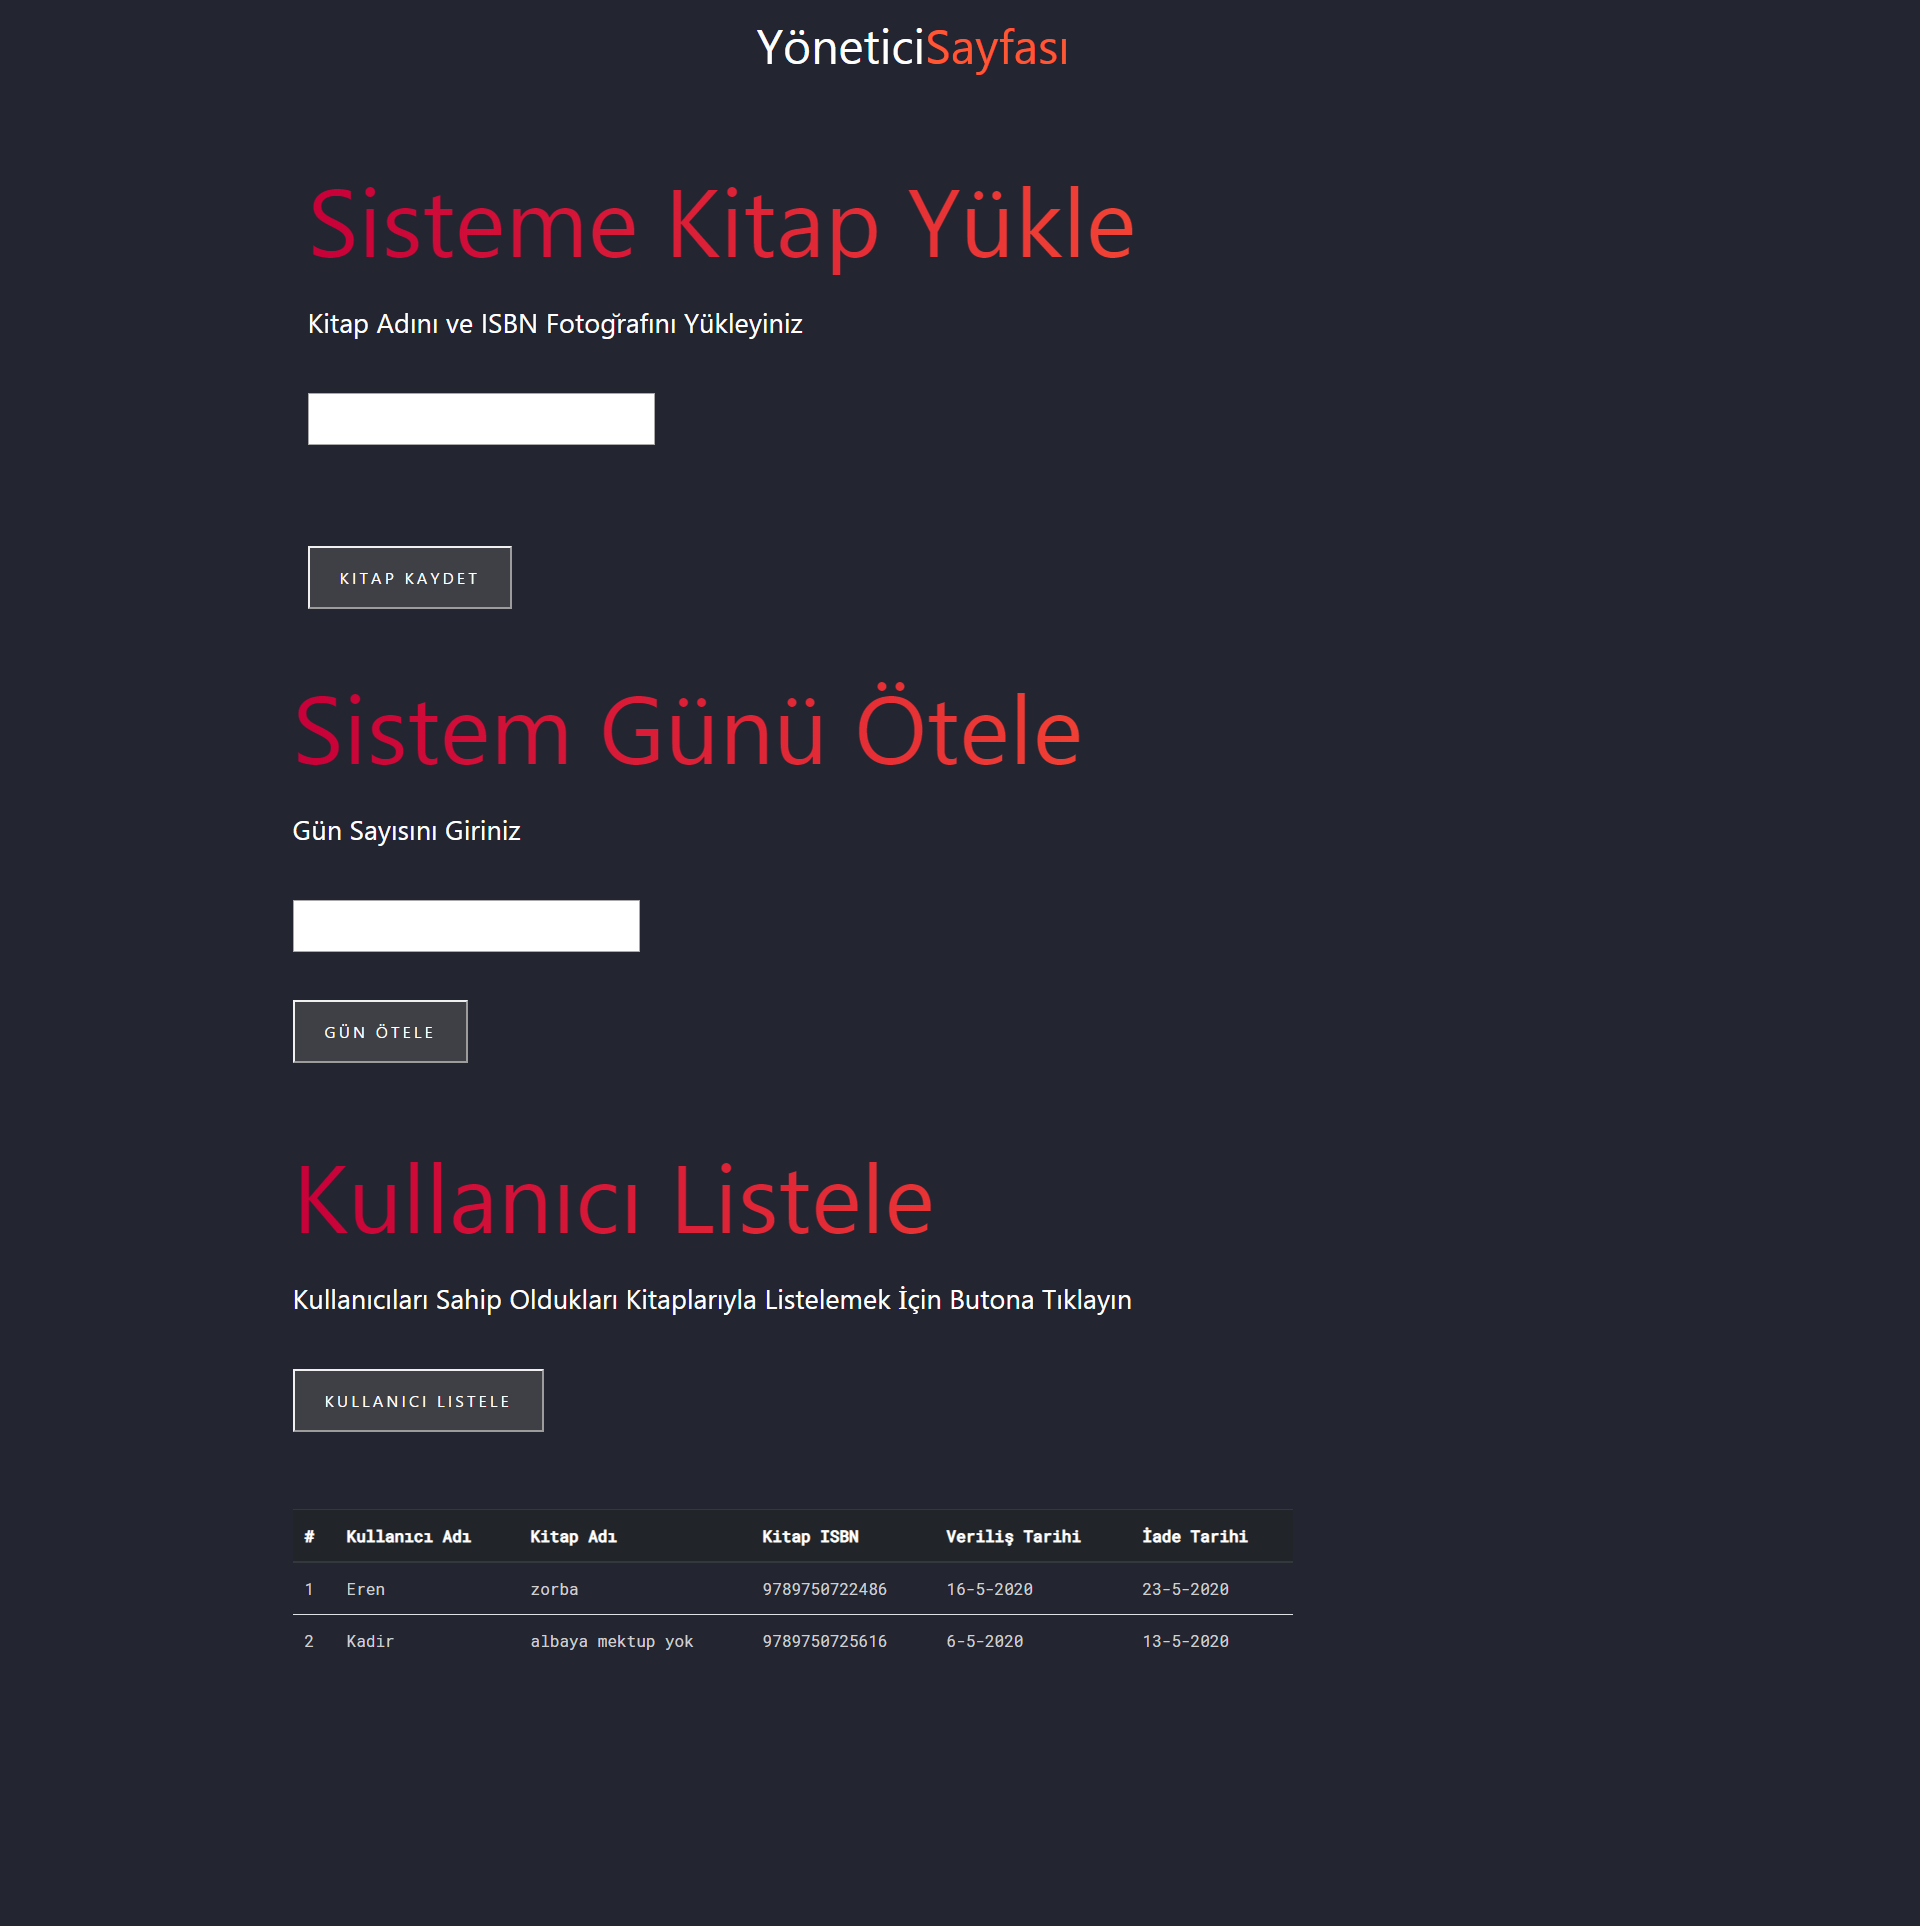 YöneticiSayfası
Sisteme Kitap Yükle
Kitap Adını ve ISBN Fotoğrafını Yükleyiniz
KITAP KAYDET
Sistem Günü Ötele
Gün Sayısını Giriniz
GÜN ÖTELE
Kullanıcı Listele
Kullanıcıları Sahip Oldukları Kitaplarıyla Listelemek İçin Butona Tıklayın
KULLANICI LISTELE
# Kullanıcı Adı Kitap Adı Kitap ISBN Veriliş Tarihi İade Tarihi
1 Eren zorba 9789750722486 16-5-2020 23-5-2020
2 Kadir albaya mektup yok 9789750725616 6-5-2020 13-5-2020